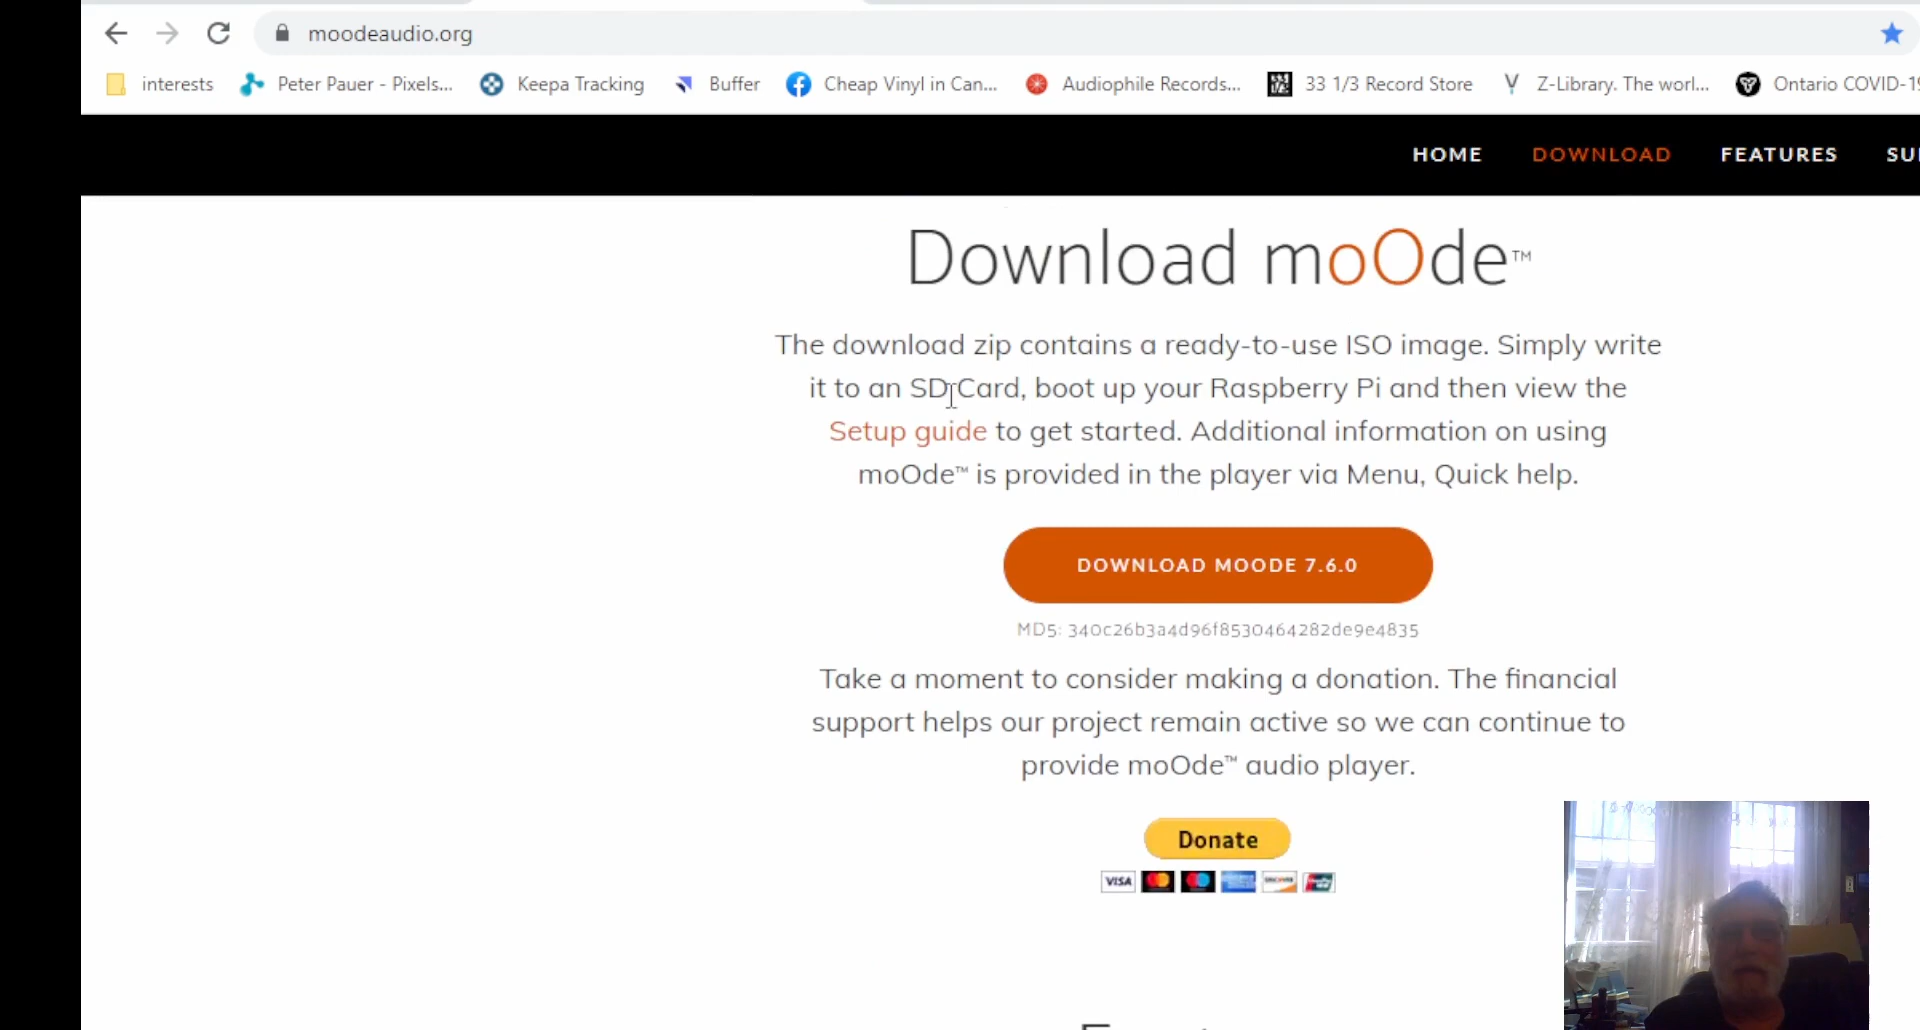 moodeaudio.org
interests Peter Pauer - Pixels... Keepa Tracking Buffer Cheap Vinyl in Can... Audiophile Records... 33 1/3 Record Store Z-Library. The worl... Ontario COVID-19
HOME DOWNLOAD FEATURES SU
Download moOde™
The download zip contains a ready-to-use ISO image. Simply write
it to an SD Card, boot up your Raspberry Pi and then view the
Setup guide to get started. Additional information on using
moOde™ is provided in the player via Menu, Quick help.
DOWNLOAD MOODE 7.6.0
MD5: 340c26b3a4d96f8530464282de9e4835
Take a moment to consider making a donation. The financial
support helps our project remain active so we can continue to
provide moOde™ audio player.
Donate
VISA DISCOVER